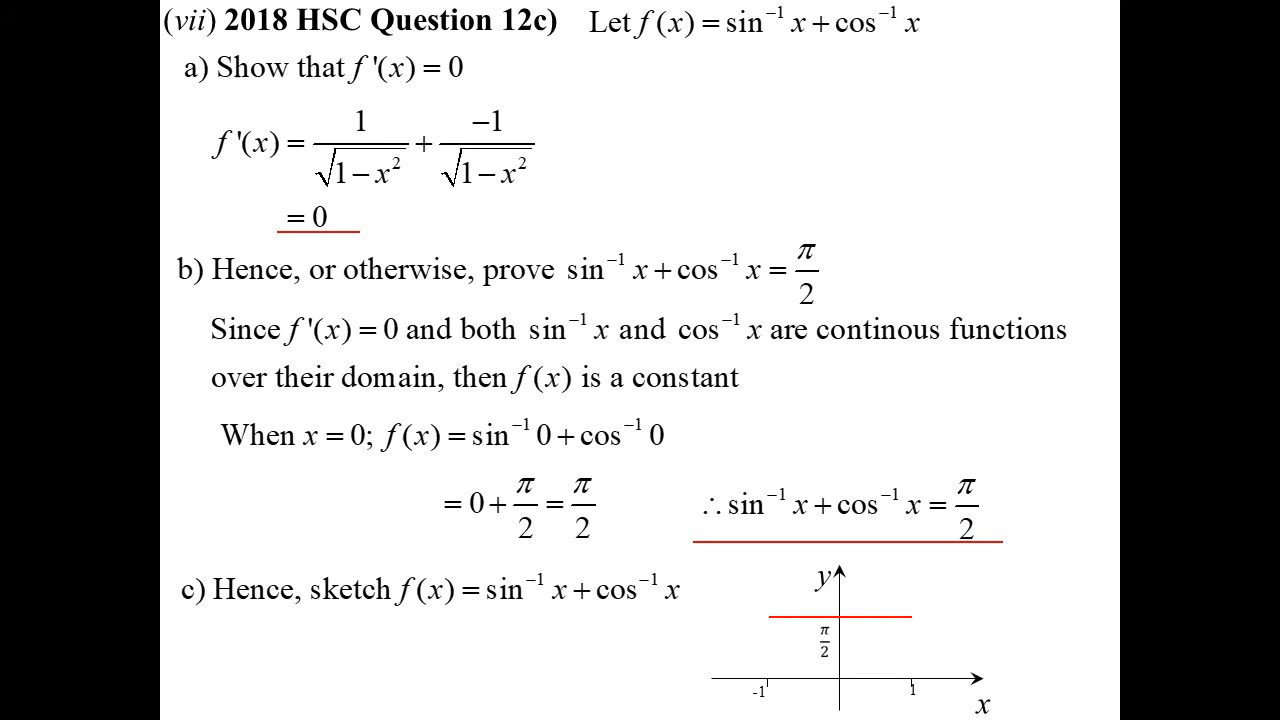 (vii) 2018 HSC Question 12c) Let f(x) = sin⁻¹ x + cos⁻¹ x
a) Show that f '(x) = 0
f '(x) = 1/√(1 − x²) + −1/√(1 − x²)
= 0
b) Hence, or otherwise, prove sin⁻¹ x + cos⁻¹ x = π/2
Since f '(x) = 0 and both sin⁻¹ x and cos⁻¹ x are continous functions
over their domain, then f(x) is a constant
When x = 0; f(x) = sin⁻¹ 0 + cos⁻¹ 0
= 0 + π/2 = π/2
∴ sin⁻¹ x + cos⁻¹ x = π/2
c) Hence, sketch f(x) = sin⁻¹ x + cos⁻¹ x
y
π/2
-1 1
x